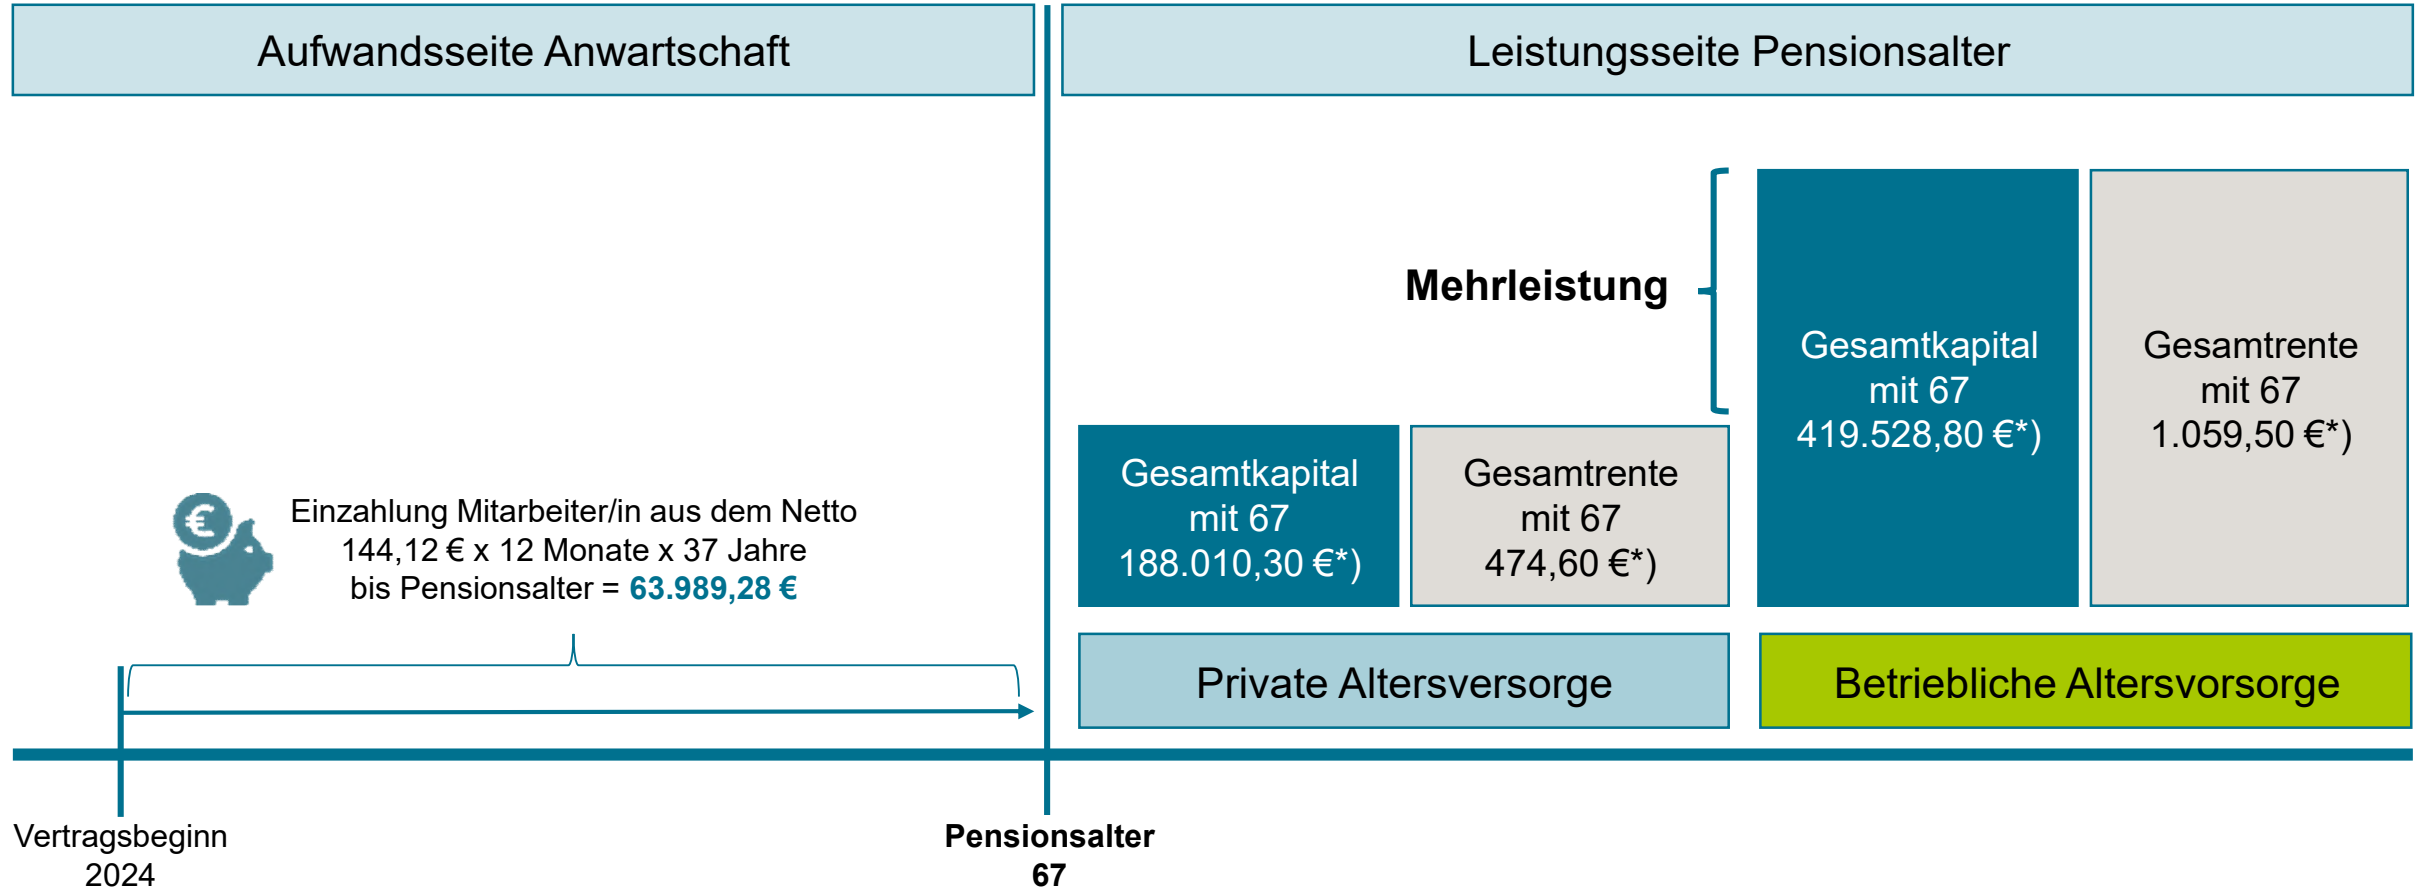 Aufwandsseite Anwartschaft
Leistungsseite Pensionsalter
Mehrleistung
Gesamtkapital
mit 67
419.528,80 €*)
Gesamtrente
mit 67
1.059,50 €*)
Gesamtkapital
mit 67
188.010,30 €*)
Gesamtrente
mit 67
474,60 €*)
€
Einzahlung Mitarbeiter/in aus dem Netto
144,12 € x 12 Monate x 37 Jahre
bis Pensionsalter = 63.989,28 €
Private Altersversorge
Betriebliche Altersvorsorge
Vertragsbeginn
2024
Pensionsalter
67